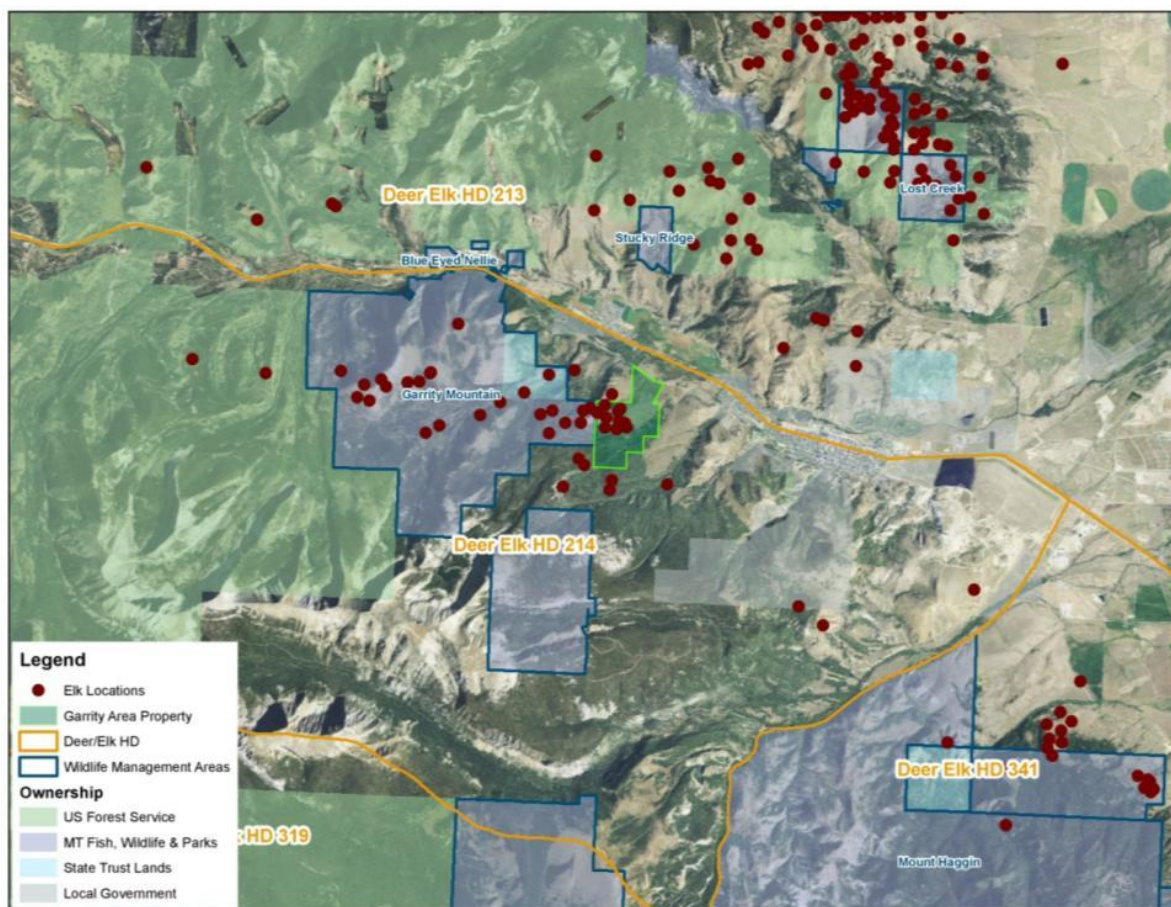 Deer Elk HD 213
Lost Creek
Stucky Ridge
Blue Eyed Nellie
Garrity Mountain
Deer Elk HD 214
Legend
Elk Locations
Garrity Area Property
Deer/Elk HD
Wildlife Management Areas
Ownership
US Forest Service
MT Fish, Wildlife & Parks
State Trust Lands
Local Government
k HD 319
Deer Elk HD 341
Mount Haggin